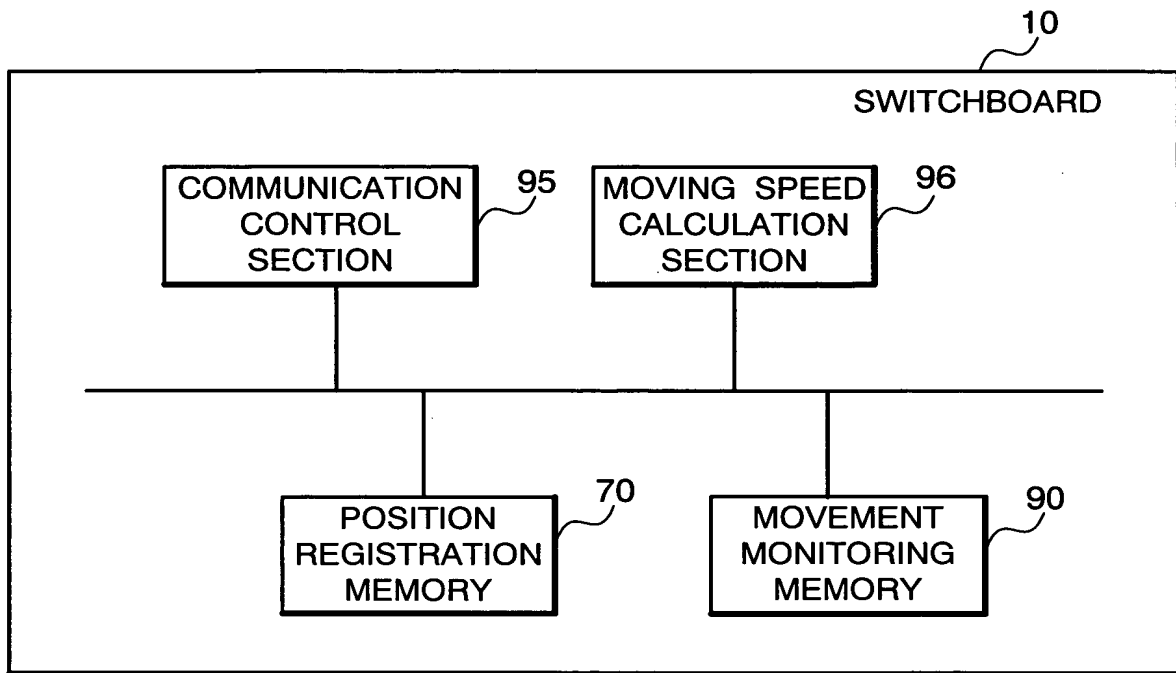 10
SWITCHBOARD
COMMUNICATION
CONTROL
SECTION
95
MOVING SPEED
CALCULATION
SECTION
96
POSITION
REGISTRATION
MEMORY
70
MOVEMENT
MONITORING
MEMORY
90